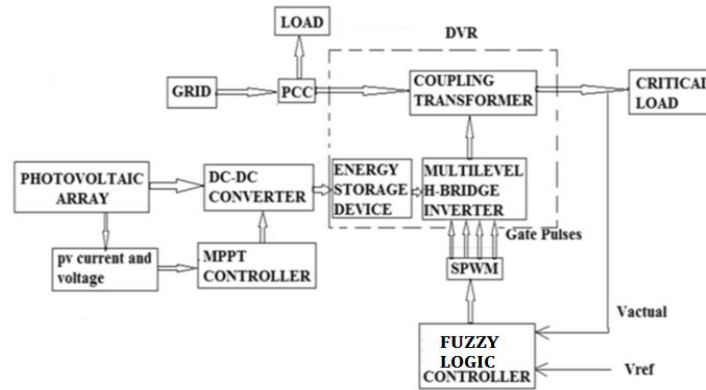 LOAD
DVR
GRID
PCC
COUPLING
TRANSFORMER
CRITICAL
LOAD
PHOTOVOLTAIC
ARRAY
DC-DC
CONVERTER
ENERGY
STORAGE
DEVICE
MULTILEVEL
H-BRIDGE
INVERTER
Gate Pulses
pv current and
voltage
MPPT
CONTROLLER
SPWM
Vactual
FUZZY
LOGIC
CONTROLLER
Vref